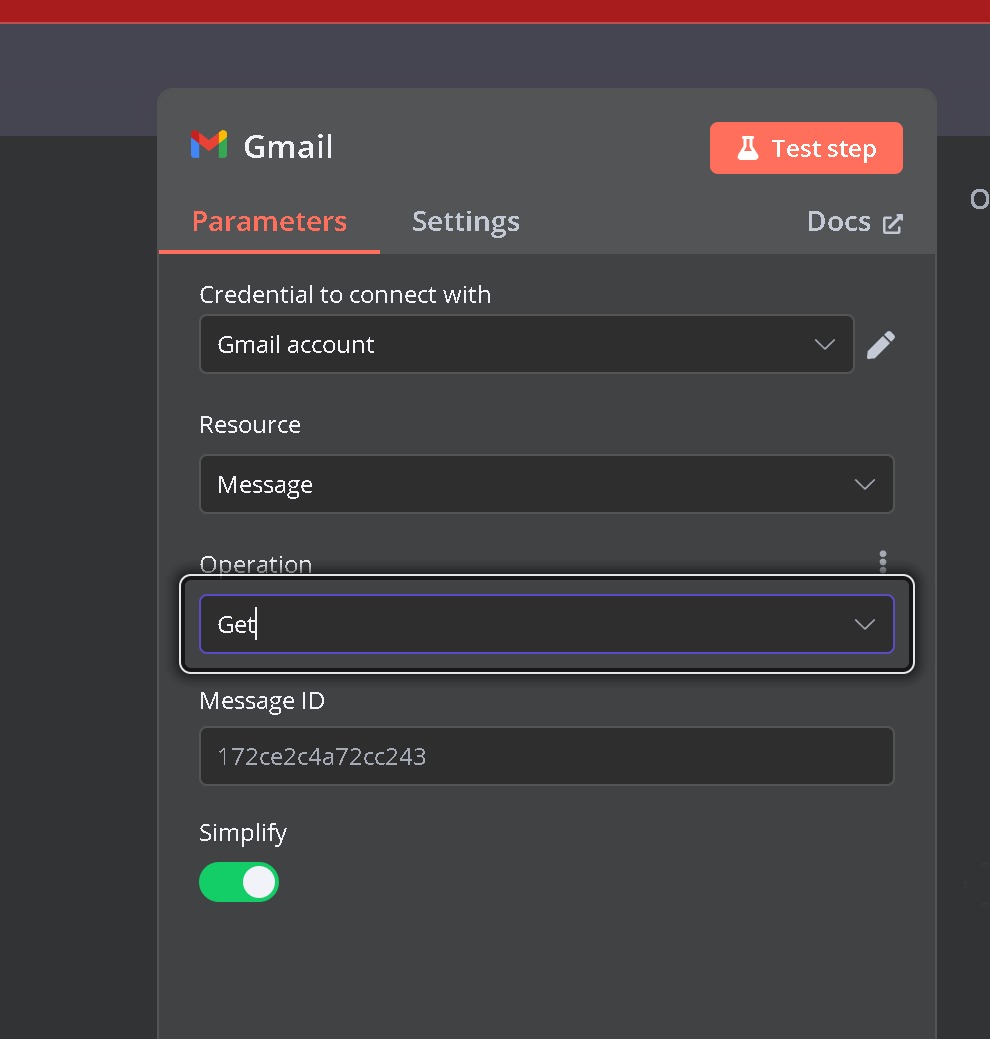 Gmail
Test step
Parameters Settings Docs
Credential to connect with
Gmail account
Resource
Message
Operation
Get
Message ID
172ce2c4a72cc243
Simplify